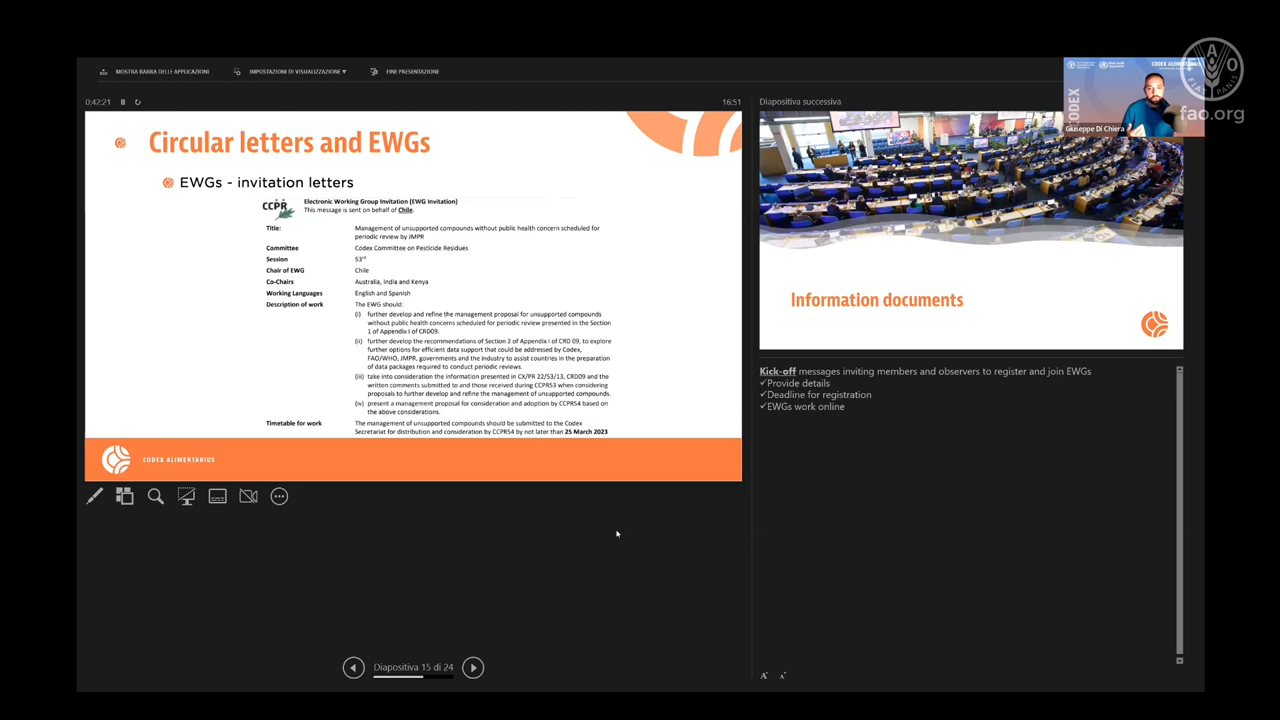 MOSTRA BARRA DELLE APPLICAZIONI
IMPOSTAZIONI DI VISUALIZZAZIONE ▼
FINE PRESENTAZIONE
0:42:21
16:51
Circular letters and EWGs
EWGs - invitation letters
CCPR
Electronic Working Group Invitation (EWG Invitation)
This message is sent on behalf of Chile.
Title: Management of unsupported compounds without public health concern scheduled for
periodic review by JMPR
Committee Codex Committee on Pesticide Residues
Session 53rd
Chair of EWG Chile
Co-Chairs Australia, India and Kenya
Working Languages English and Spanish
Description of work The EWG should:
(i) further develop and refine the management proposal for unsupported compounds
without public health concerns scheduled for periodic review presented in the Section
1 of Appendix I of CRD09.
(ii) further develop the recommendations of Section 2 of Appendix I of CRD 09, to explore
further options for efficient data support that could be addressed by Codex,
FAO/WHO, JMPR, governments and the industry to assist countries in the preparation
of data packages required to conduct periodic reviews.
(iii) take into consideration the information presented in CX/PR 22/53/13, CRD09 and the
written comments submitted to and those received during CCPR53 when considering
proposals to further develop and refine the management of unsupported compounds.
(iv) present a management proposal for consideration and adoption by CCPR54 based on
the above considerations.
Timetable for work The management of unsupported compounds should be submitted to the Codex
Secretariat for distribution and consideration by CCPR54 by not later than 25 March 2023
CODEX ALIMENTARIUS
Diapositiva 15 di 24
Diapositiva successiva
Information documents
Kick-off messages inviting members and observers to register and join EWGs
✓Provide details
✓Deadline for registration
✓EWGs work online
CODEX ALIMENTARIUS
CODEX
Giuseppe Di Chiera
FIAT PANIS
fao.org